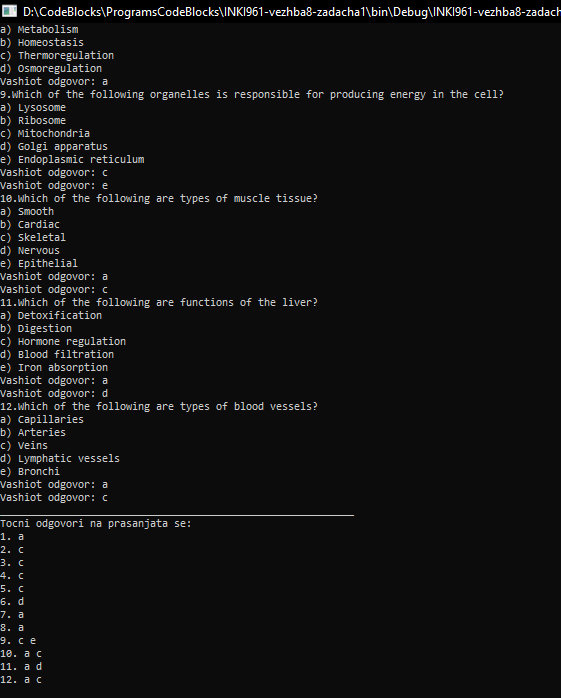 D:\CodeBlocks\ProgramsCodeBlocks\INKI961-vezhba8-zadacha1\bin\Debug\INKI961-vezhba8-zadach
a) Metabolism
b) Homeostasis
c) Thermoregulation
d) Osmoregulation
Vashiot odgovor: a
9.Which of the following organelles is responsible for producing energy in the cell?
a) Lysosome
b) Ribosome
c) Mitochondria
d) Golgi apparatus
e) Endoplasmic reticulum
Vashiot odgovor: c
Vashiot odgovor: e
10.Which of the following are types of muscle tissue?
a) Smooth
b) Cardiac
c) Skeletal
d) Nervous
e) Epithelial
Vashiot odgovor: a
Vashiot odgovor: c
11.Which of the following are functions of the liver?
a) Detoxification
b) Digestion
c) Hormone regulation
d) Blood filtration
e) Iron absorption
Vashiot odgovor: a
Vashiot odgovor: d
12.Which of the following are types of blood vessels?
a) Capillaries
b) Arteries
c) Veins
d) Lymphatic vessels
e) Bronchi
Vashiot odgovor: a
Vashiot odgovor: c
Tocni odgovori na prasanjata se:
1. a
2. c
3. c
4. c
5. c
6. d
7. a
8. a
9. c e
10. a c
11. a d
12. a c